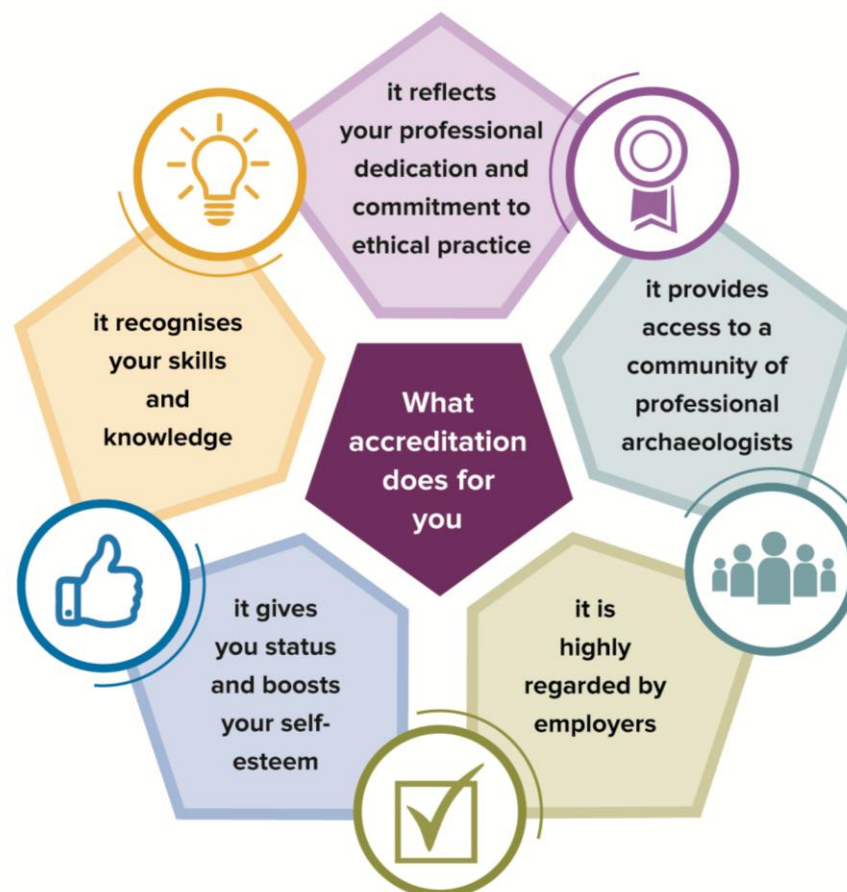 it reflects
your professional
dedication and
commitment to
ethical practice
it provides
access to a
community of
professional
archaeologists
it is
highly
regarded by
employers
it gives
you status
and boosts
your self-
esteem
it recognises
your skills
and
knowledge
What
accreditation
does for
you